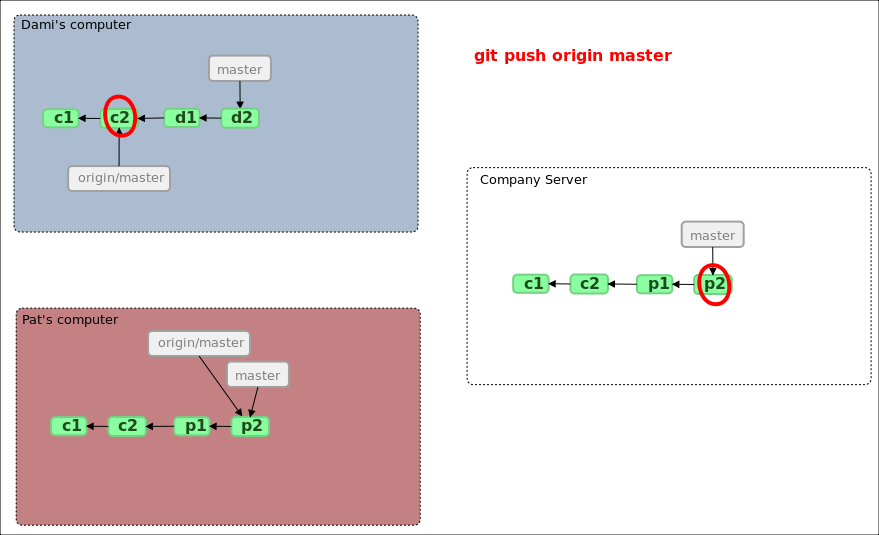 Dami's computer
git push origin master
master
c1 c2 d1 d2
origin/master
Company Server
master
c1 c2 p1 p2
Pat's computer
origin/master
master
c1 c2 p1 p2